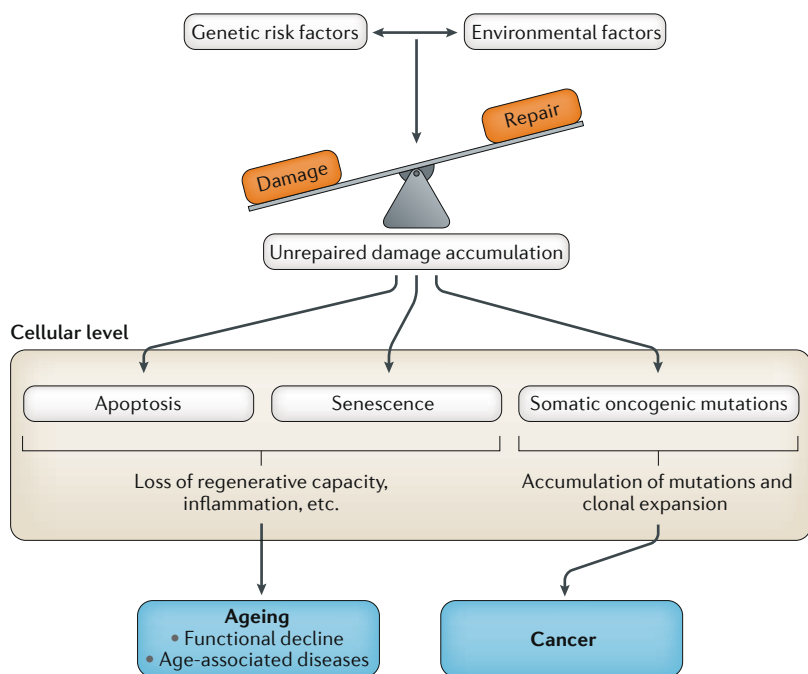 Genetic risk factors
Environmental factors
Repair
Damage
Unrepaired damage accumulation
Cellular level
Apoptosis
Senescence
Somatic oncogenic mutations
Loss of regenerative capacity,
inflammation, etc.
Accumulation of mutations and
clonal expansion
Ageing
• Functional decline
• Age-associated diseases
Cancer